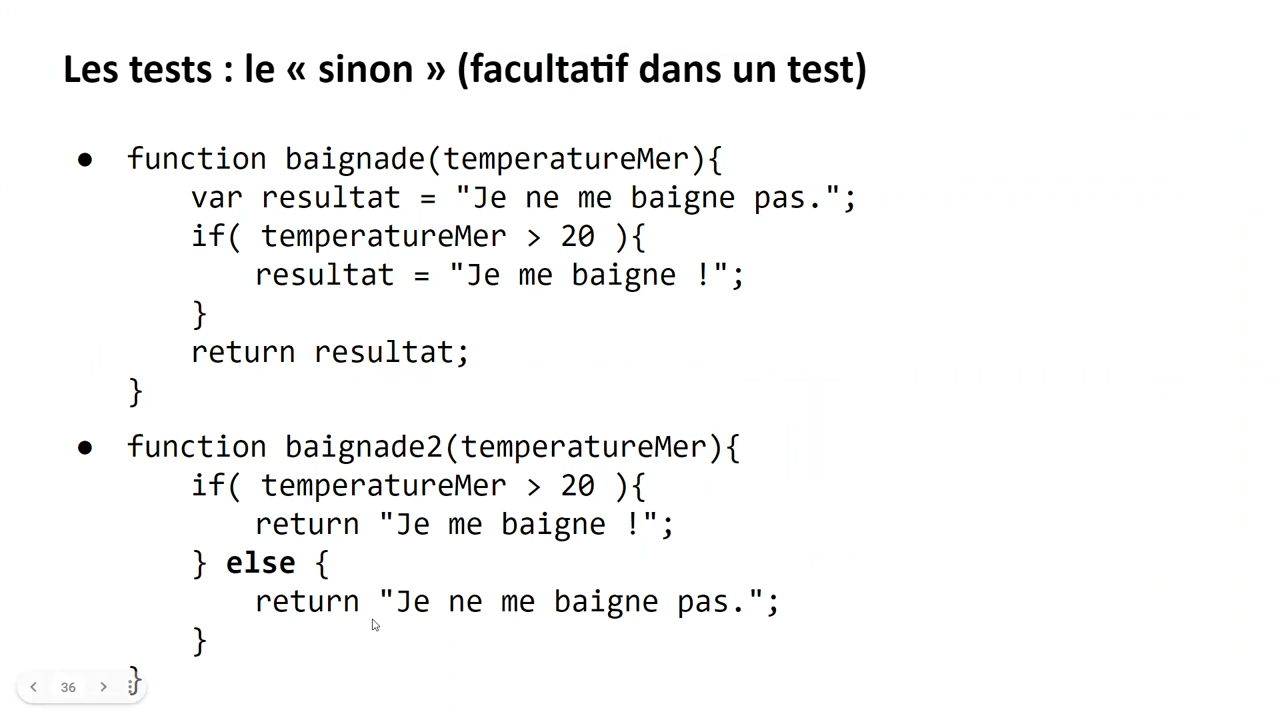 Les tests : le « sinon » (facultatif dans un test)
● function baignade(temperatureMer){
var resultat = "Je ne me baigne pas.";
if( temperatureMer > 20 ){
resultat = "Je me baigne !";
}
return resultat;
}
● function baignade2(temperatureMer){
if( temperatureMer > 20 ){
return "Je me baigne !";
} else {
return "Je ne me baigne pas.";
}
}
36